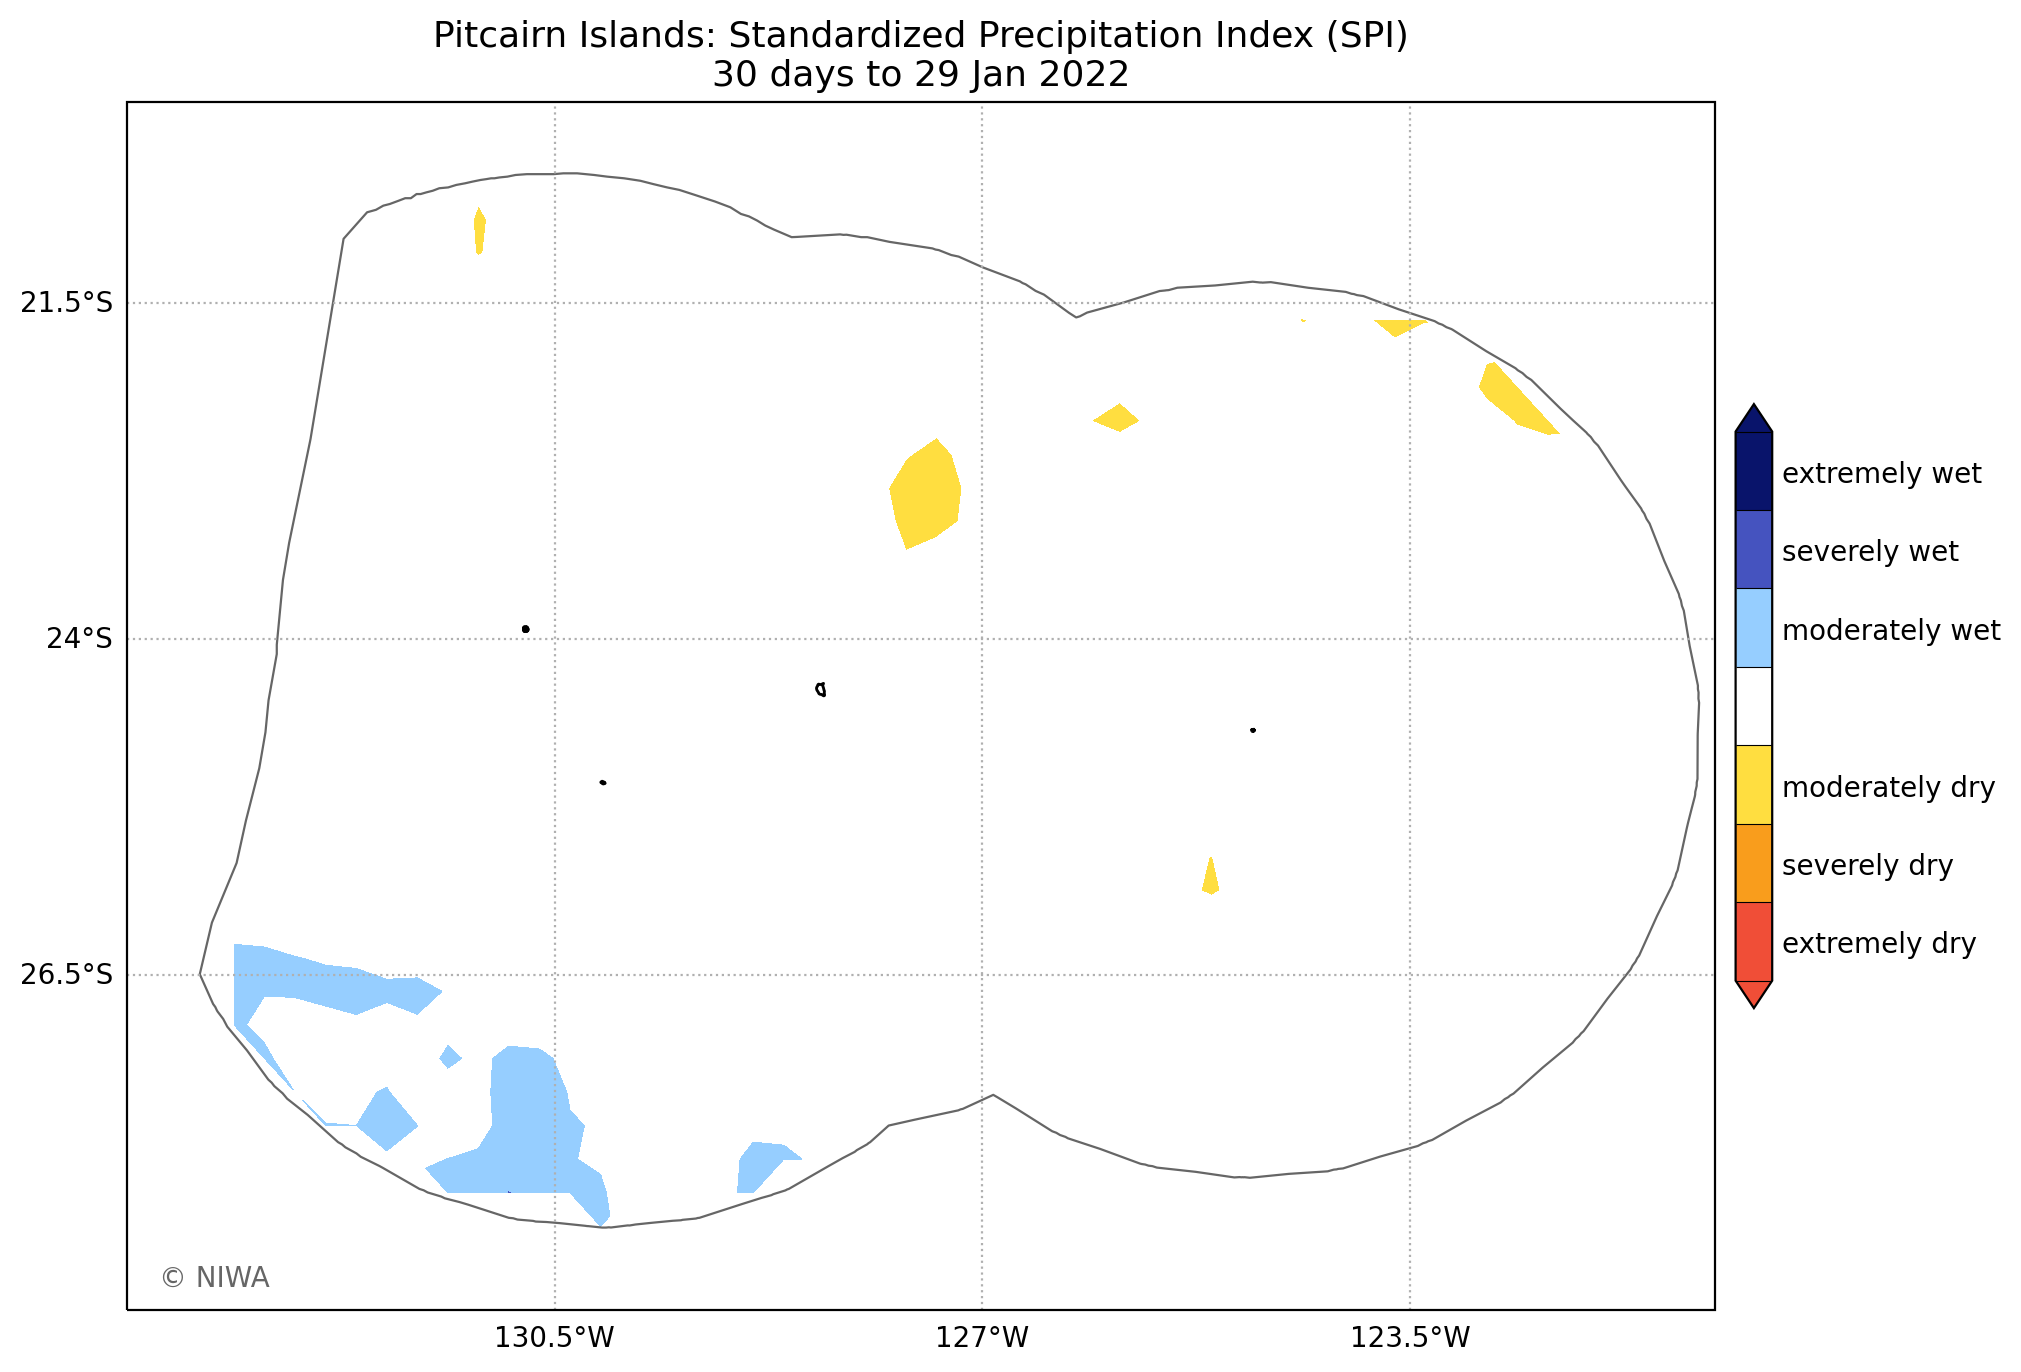 Pitcairn Islands: Standardized Precipitation Index (SPI)
30 days to 29 Jan 2022
21.5°S
24°S
26.5°S
130.5°W
127°W
123.5°W
extremely wet
severely wet
moderately wet
moderately dry
severely dry
extremely dry
© NIWA